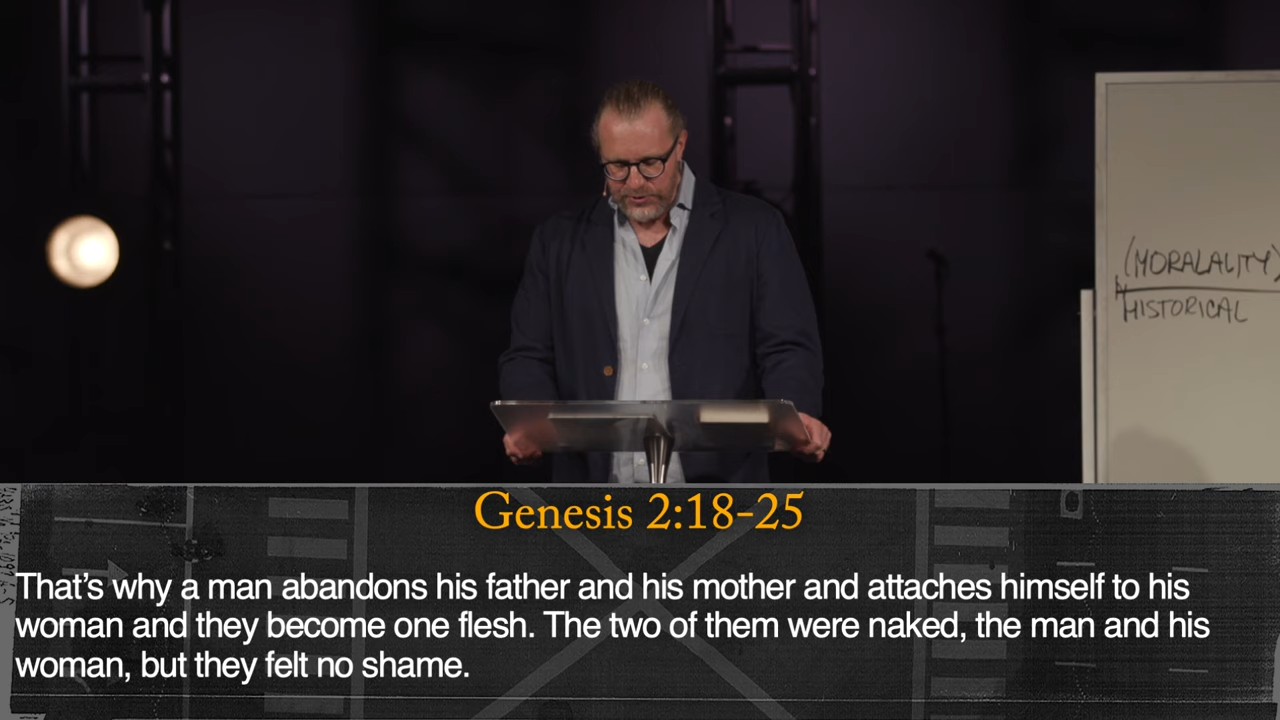 (MORALALITY)
HISTORICAL
Genesis 2:18-25
That’s why a man abandons his father and his mother and attaches himself to his
woman and they become one flesh. The two of them were naked, the man and his
woman, but they felt no shame.